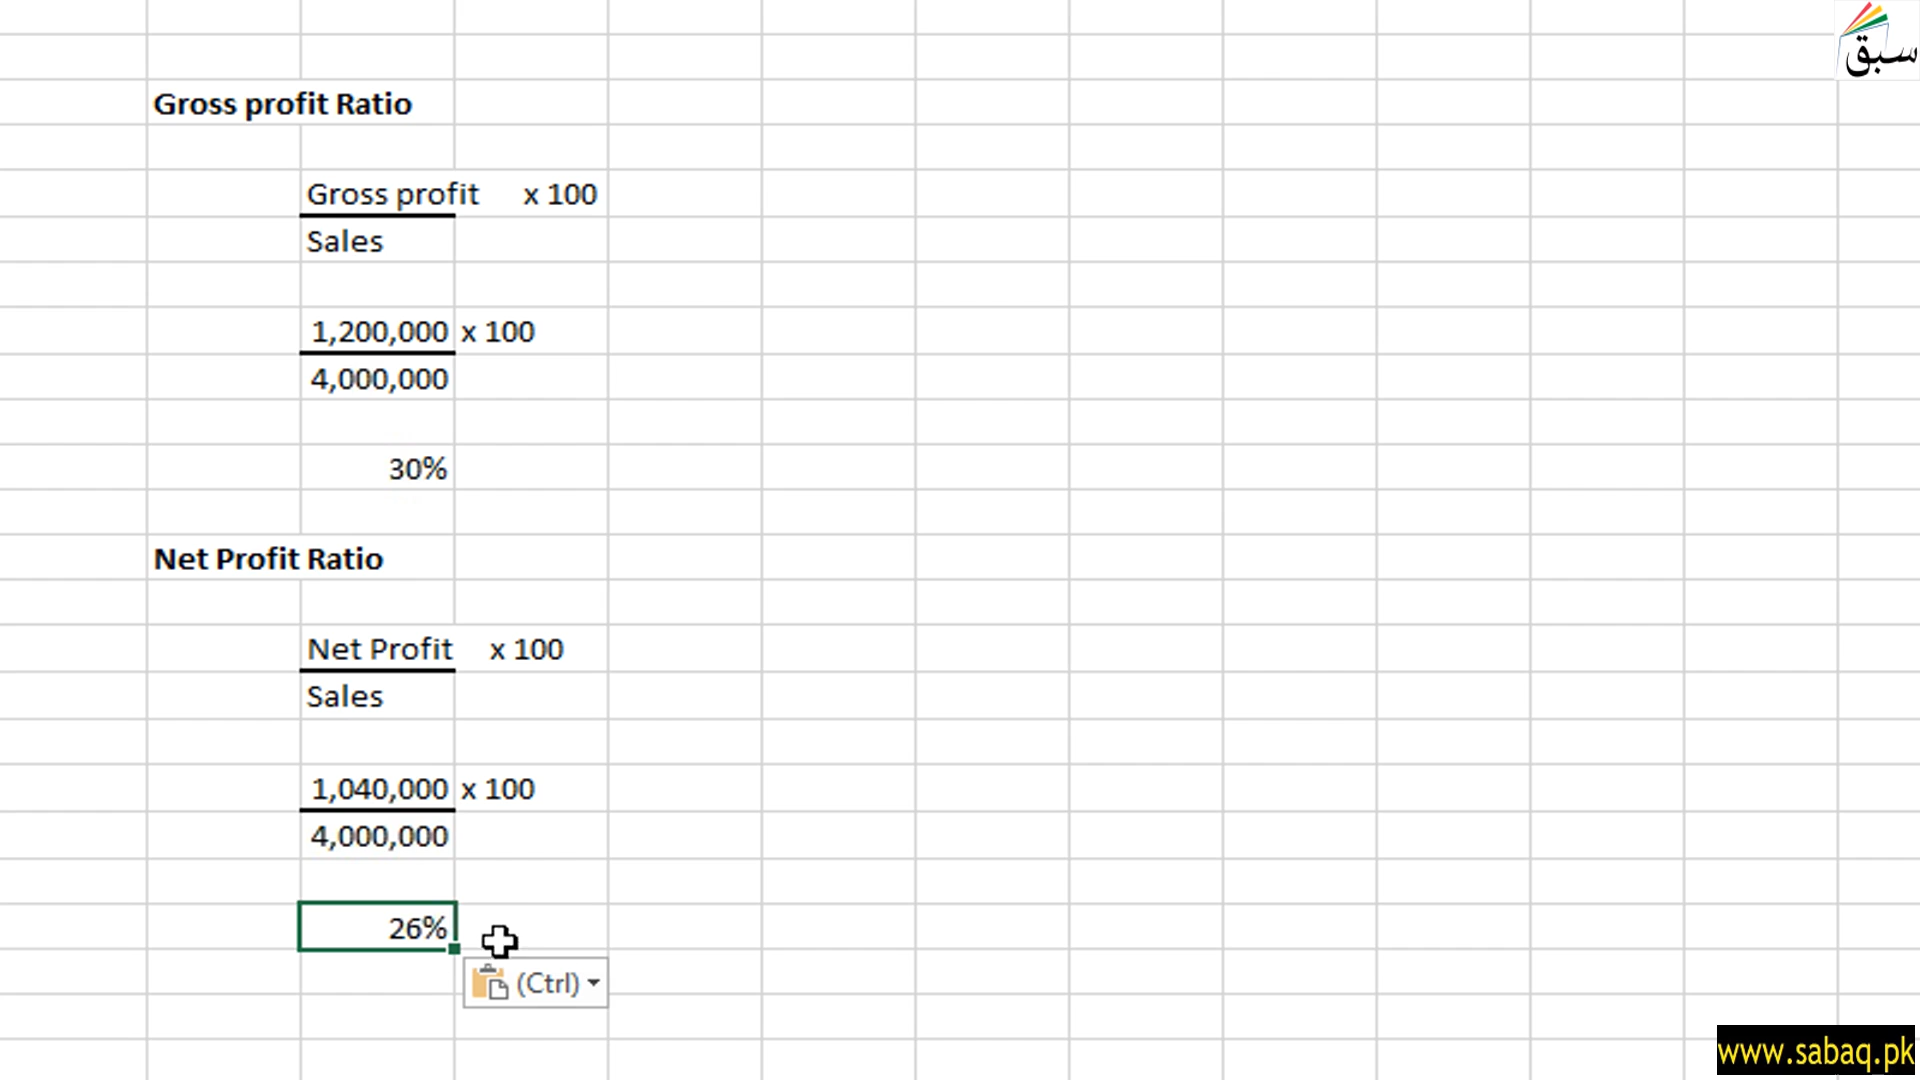 سبق
Gross profit Ratio
Gross profit x 100
Sales
1,200,000 x 100
4,000,000
30%
Net Profit Ratio
Net Profit x 100
Sales
1,040,000 x 100
4,000,000
26%
(Ctrl)
www.sabaq.pk